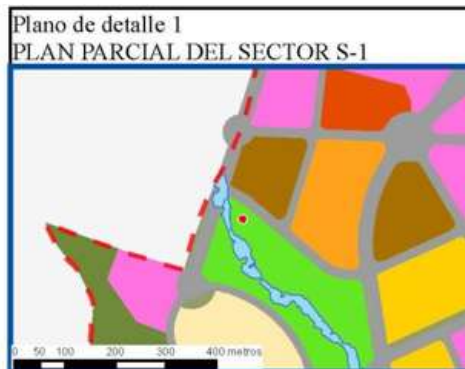 Plano de detalle 1
PLAN PARCIAL DEL SECTOR S-1
0 50 100 200 300 400 metros